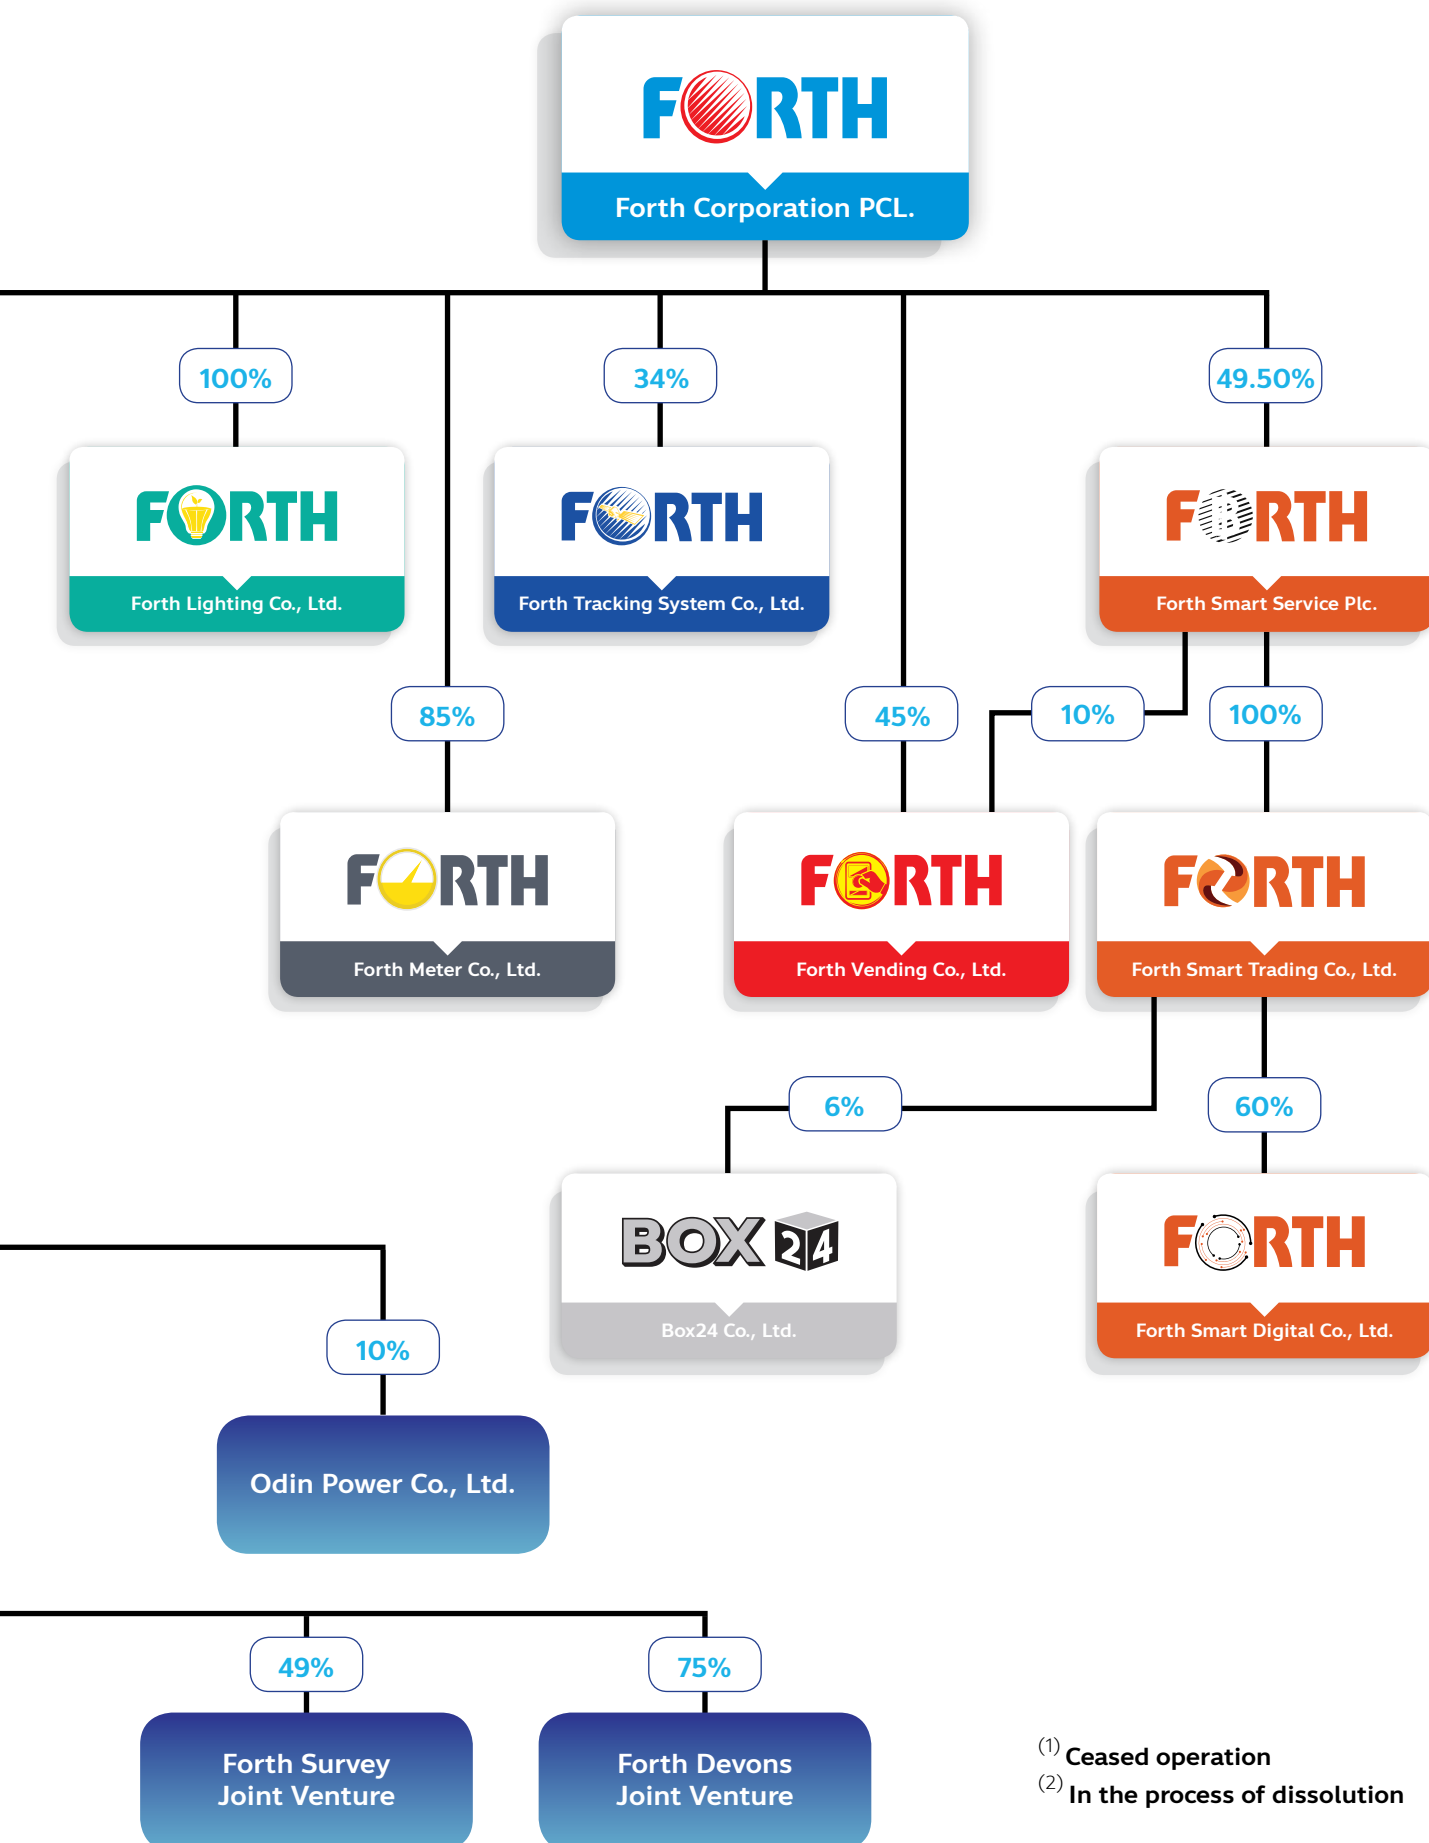 FORTH
Forth Corporation PCL.
100%
34%
49.50%
FORTH
Forth Lighting Co., Ltd.
FORTH
Forth Tracking System Co., Ltd.
FORTH
Forth Smart Service Plc.
85%
45%
10%
100%
FORTH
Forth Meter Co., Ltd.
FORTH
Forth Vending Co., Ltd.
FORTH
Forth Smart Trading Co., Ltd.
6%
60%
BOX 24
Box24 Co., Ltd.
FORTH
Forth Smart Digital Co., Ltd.
10%
Odin Power Co., Ltd.
49%
75%
Forth Survey
Joint Venture
Forth Devons
Joint Venture
(1) Ceased operation
(2) In the process of dissolution